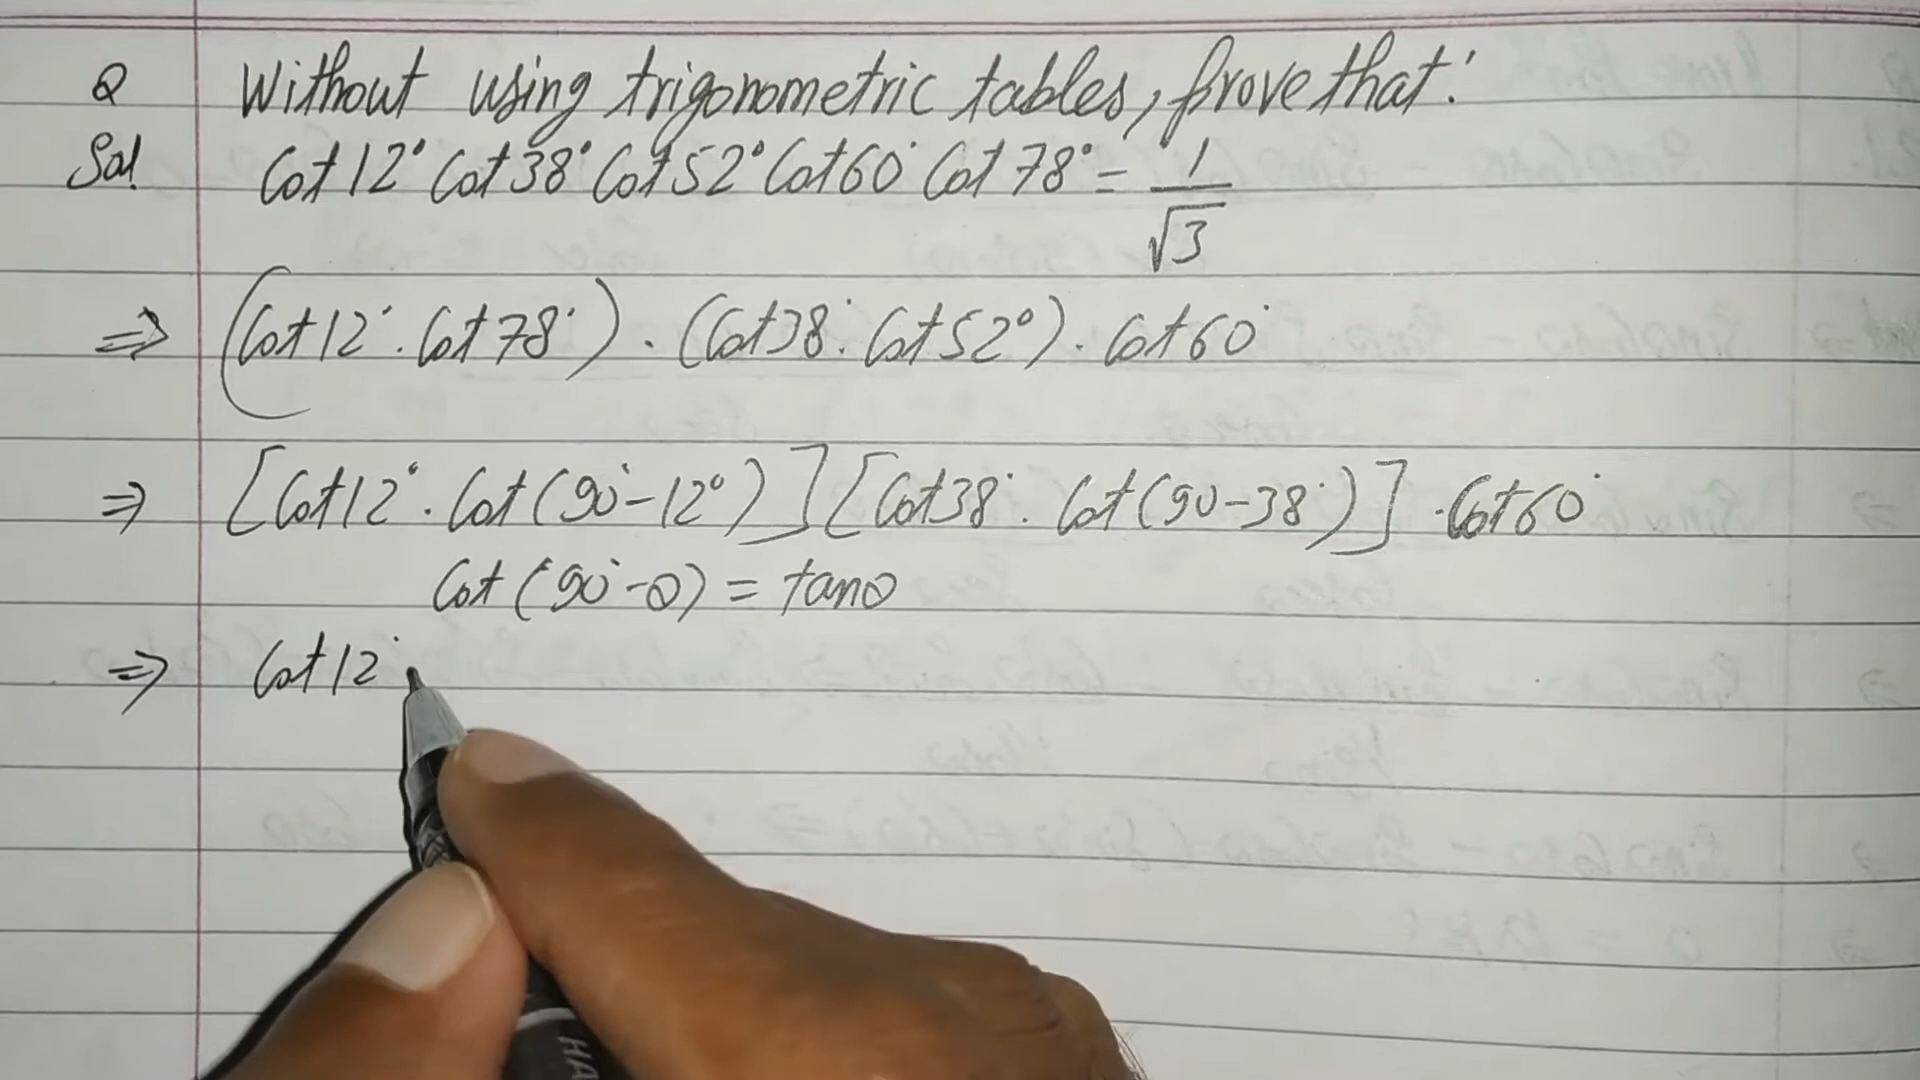 Q Without using trigonometric tables, prove that:
Sol. Cot 12° Cot 38° Cot 52° Cot 60° Cot 78° = 1/√3
⇒ (Cot 12° . Cot 78°) . (Cot 38° . Cot 52°) . Cot 60°
⇒ [Cot 12° . Cot (90° - 12°)] [Cot 38° . Cot (90 - 38°)] . Cot 60°
Cot (90° - θ) = tan θ
⇒ Cot 12°
HA